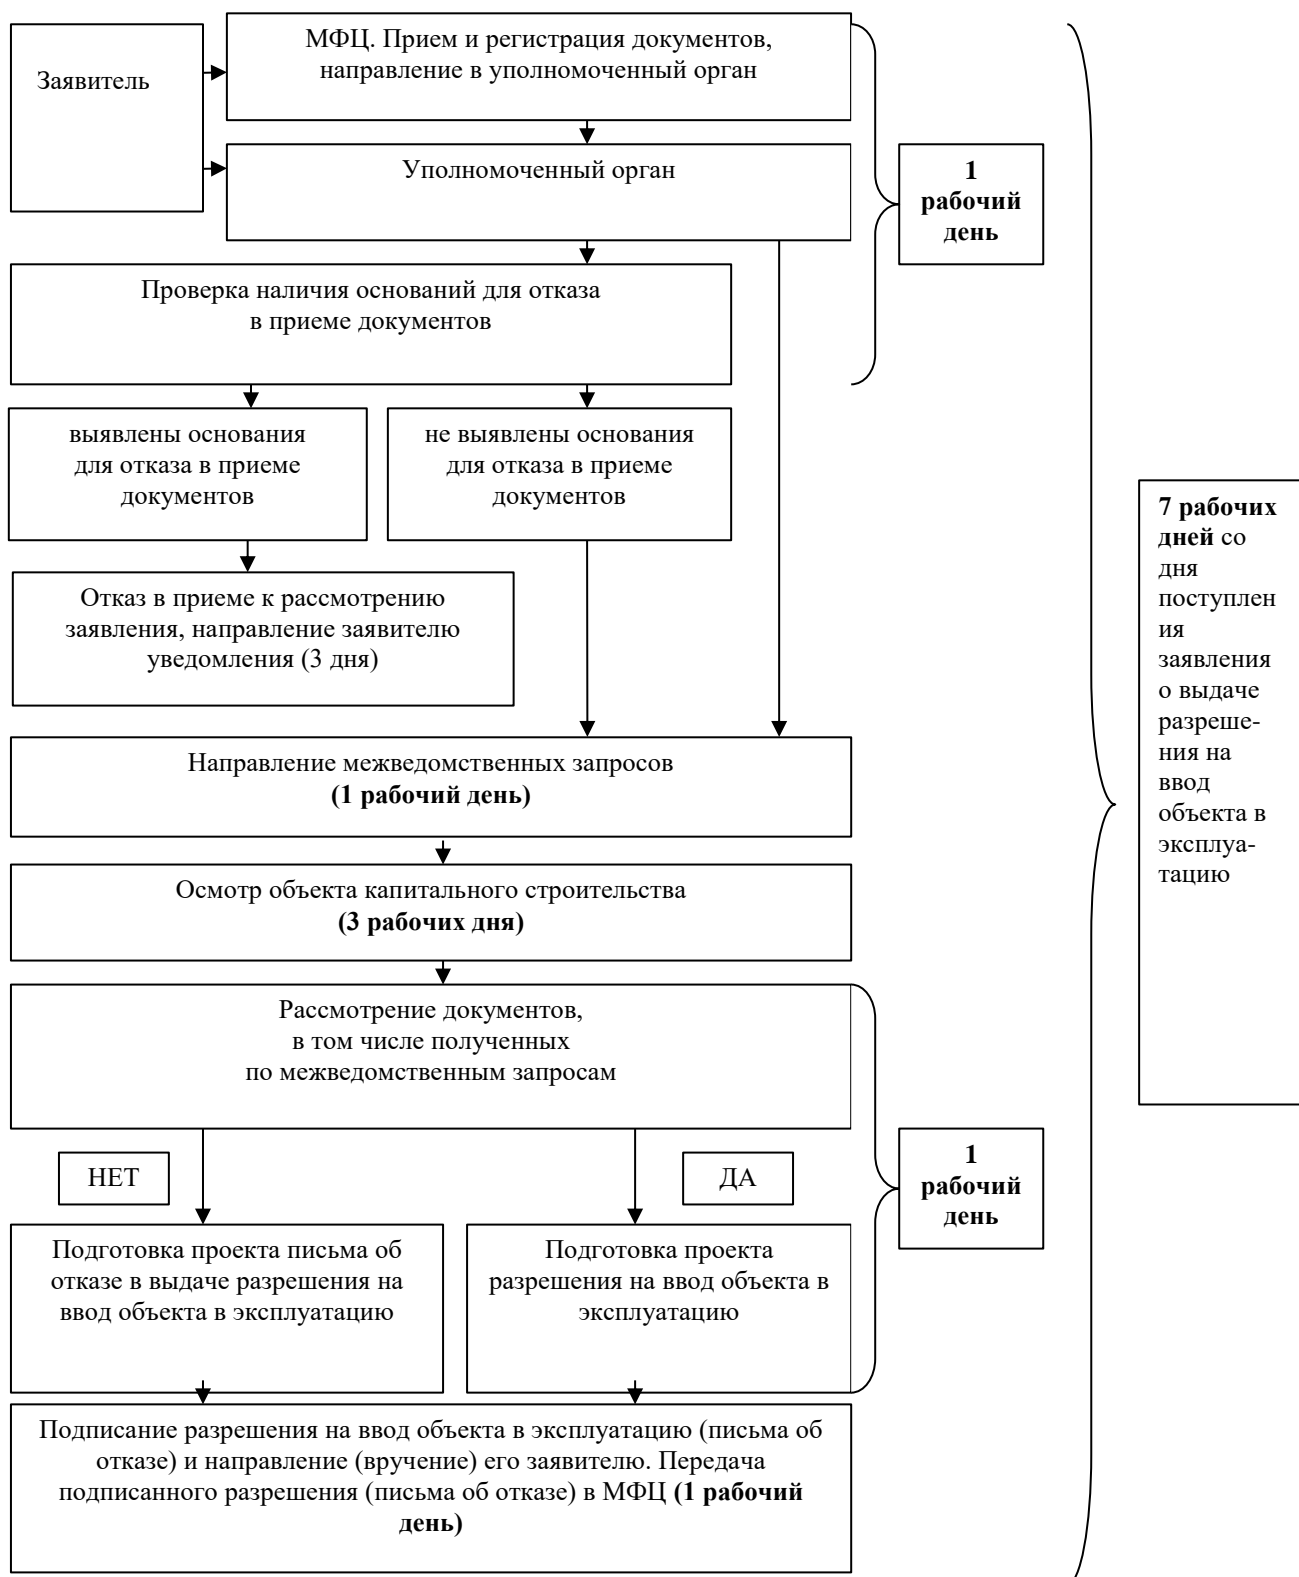 Заявитель
МФЦ. Прием и регистрация документов,
направление в уполномоченный орган
Уполномоченный орган
1
рабочий
день
Проверка наличия оснований для отказа
в приеме документов
выявлены основания
для отказа в приеме
документов
не выявлены основания
для отказа в приеме
документов
Отказ в приеме к рассмотрению
заявления, направление заявителю
уведомления (3 дня)
7 рабочих
дней со
дня
поступлен
ия
заявления
о выдаче
разреше-
ния на
ввод
объекта в
эксплуа-
тацию
Направление межведомственных запросов
(1 рабочий день)
Осмотр объекта капитального строительства
(3 рабочих дня)
Рассмотрение документов,
в том числе полученных
по межведомственным запросам
НЕТ
ДА
1
рабочий
день
Подготовка проекта письма об
отказе в выдаче разрешения на
ввод объекта в эксплуатацию
Подготовка проекта
разрешения на ввод объекта в
эксплуатацию
Подписание разрешения на ввод объекта в эксплуатацию (письма об
отказе) и направление (вручение) его заявителю. Передача
подписанного разрешения (письма об отказе) в МФЦ (1 рабочий
день)